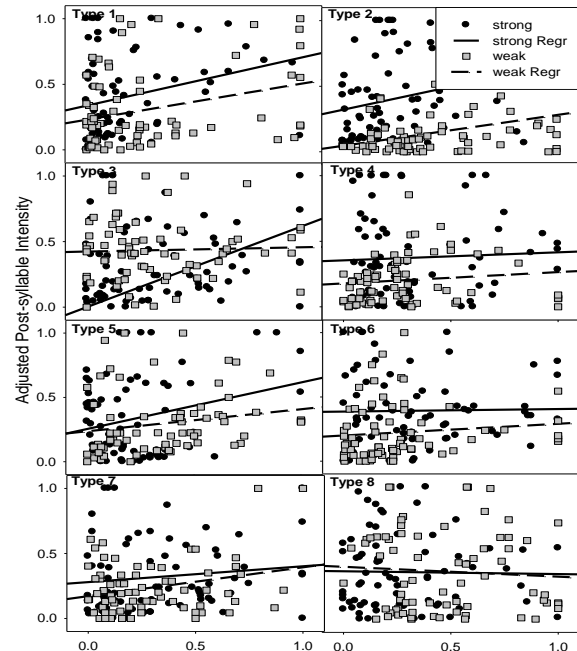 Type 1
Type 2
strong
strong Regr
weak
weak Regr
1.0
0.5
0.0
Type 3
Type 4
1.0
0.5
0.0
Type 5
Type 6
1.0
0.5
0.0
Type 7
Type 8
1.0
0.5
0.0
Adjusted Post-syllable Intensity
0.0 0.5 1.0 0.0 0.5 1.0